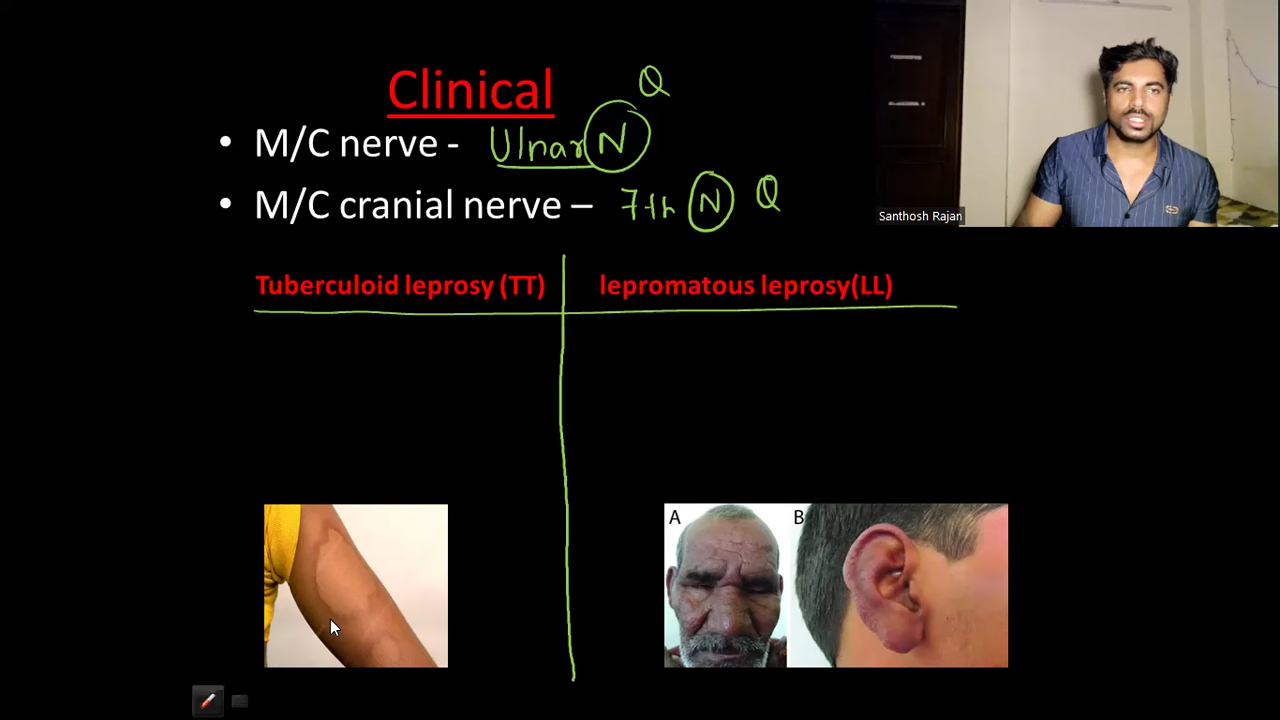 Clinical
Q
• M/C nerve - Ulnar N
• M/C cranial nerve – 7th N Q
Santhosh Rajan
Tuberculoid leprosy (TT)
lepromatous leprosy(LL)
A
B